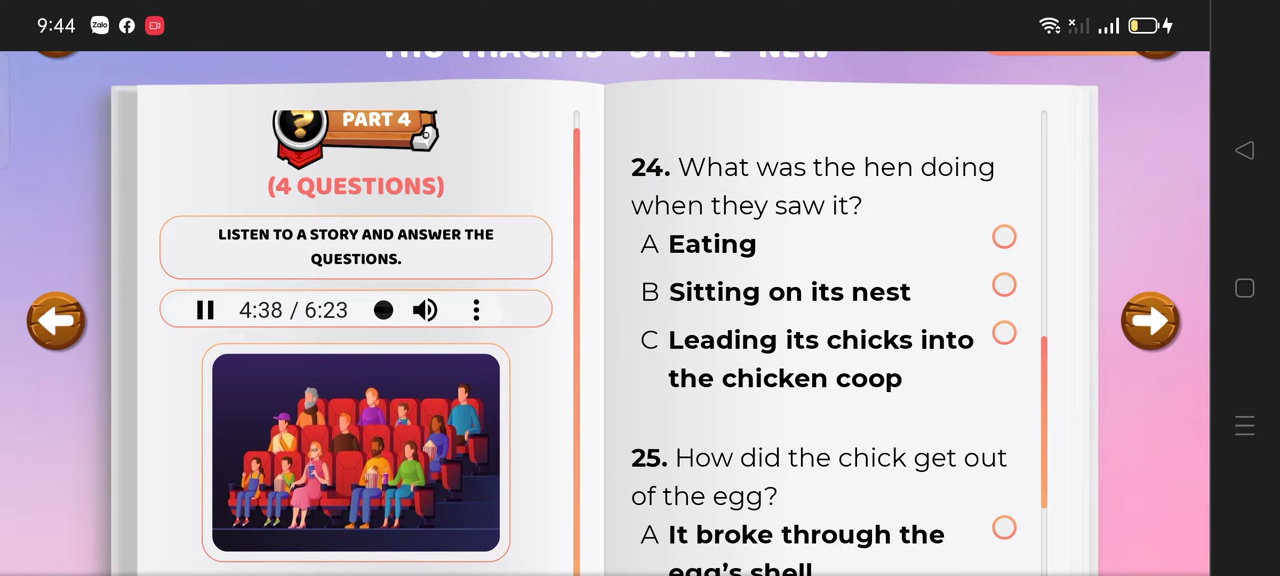 9:44
Zalo
PART 4
(4 QUESTIONS)
LISTEN TO A STORY AND ANSWER THE
QUESTIONS.
4:38 / 6:23
24. What was the hen doing
when they saw it?
A Eating
B Sitting on its nest
C Leading its chicks into
the chicken coop
25. How did the chick get out
of the egg?
A It broke through the
egg's shell